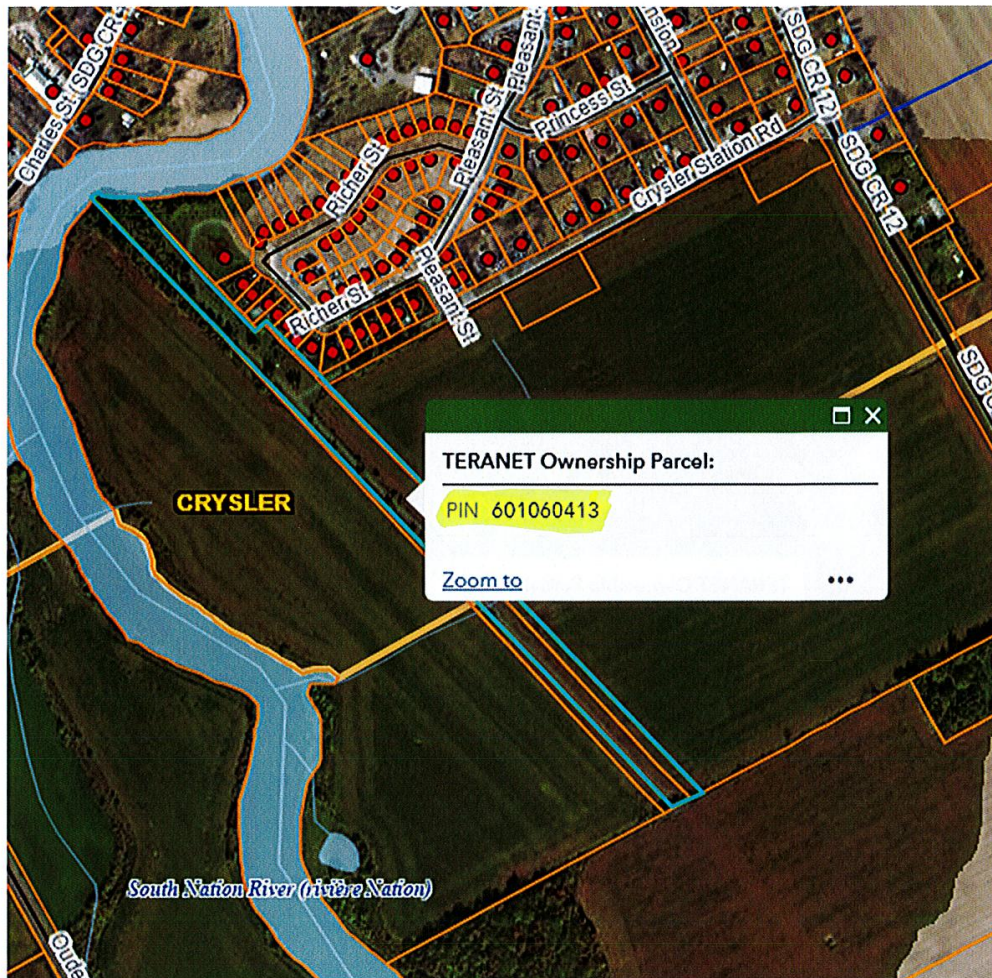 Charles St (SDG CR
Pleasant
Pleasant St
Princess St
Richer St
Crysler Station Rd
(SDG CR 12)
SDG CR 12
Richer St
Pleasant St
TERANET Ownership Parcel:
PIN 601060413
Zoom to
CRYSLER
South Nation River (rivière Nation)